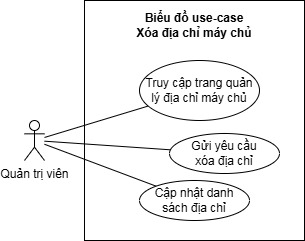 Biểu đồ use-case
Xóa địa chỉ máy chủ
Truy cập trang quản
lý địa chỉ máy chủ
Gửi yêu cầu
xóa địa chỉ
Quản trị viên
Cập nhật danh
sách địa chỉ